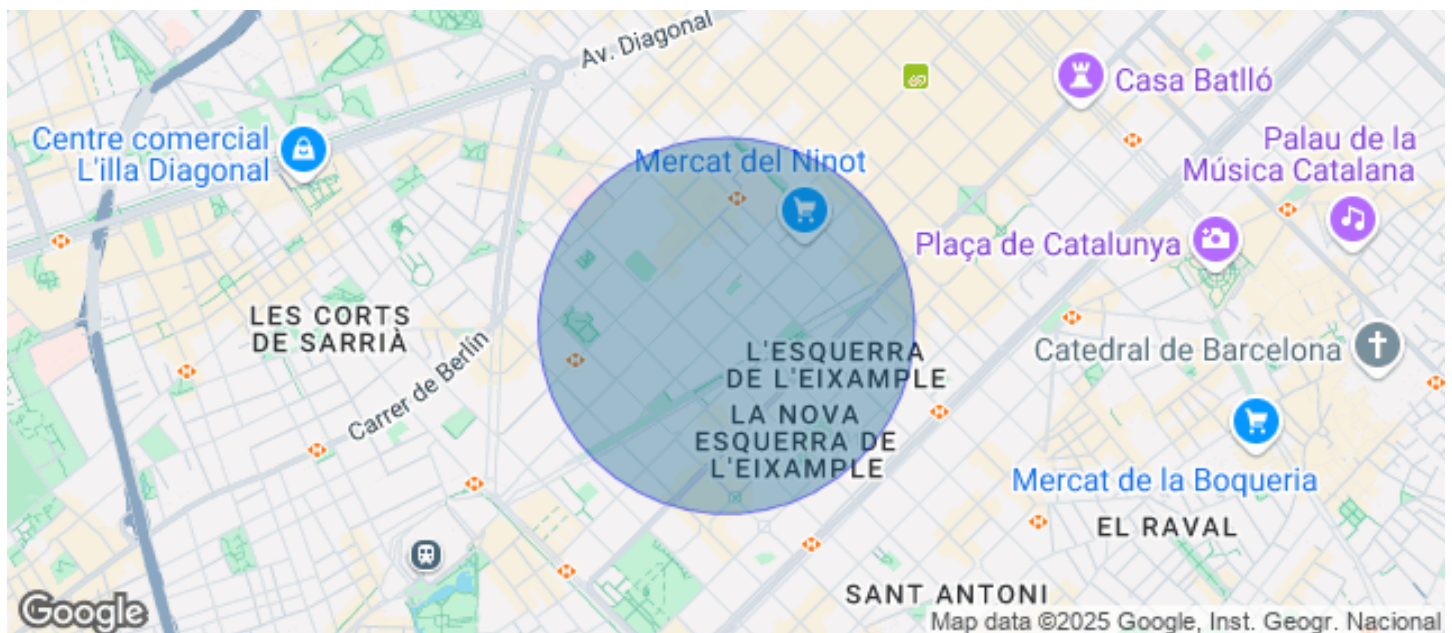 Av. Diagonal
Casa Batlló
Centre comercial
L'illa Diagonal
Mercat del Ninot
Palau de la
Música Catalana
Plaça de Catalunya
LES CORTS
DE SARRIÀ
Carrer de Berlín
L'ESQUERRA
DE L'EIXAMPLE
Catedral de Barcelona
LA NOVA
ESQUERRA DE
L'EIXAMPLE
Mercat de la Boqueria
EL RAVAL
SANT ANTONI
Google
Map data ©2025 Google, Inst. Geogr. Nacional